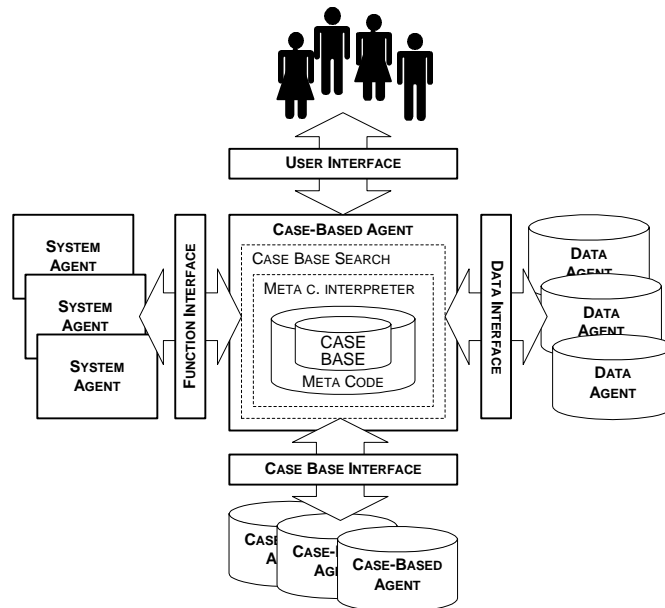 USER INTERFACE
CASE-BASED AGENT
CASE BASE SEARCH
META C. INTERPRETER
CASE
BASE
META CODE
SYSTEM
AGENT
SYSTEM
AGENT
SYSTEM
AGENT
FUNCTION INTERFACE
DATA INTERFACE
DATA
AGENT
DATA
AGENT
DATA
AGENT
CASE BASE INTERFACE
CASE-BASED
AGENT